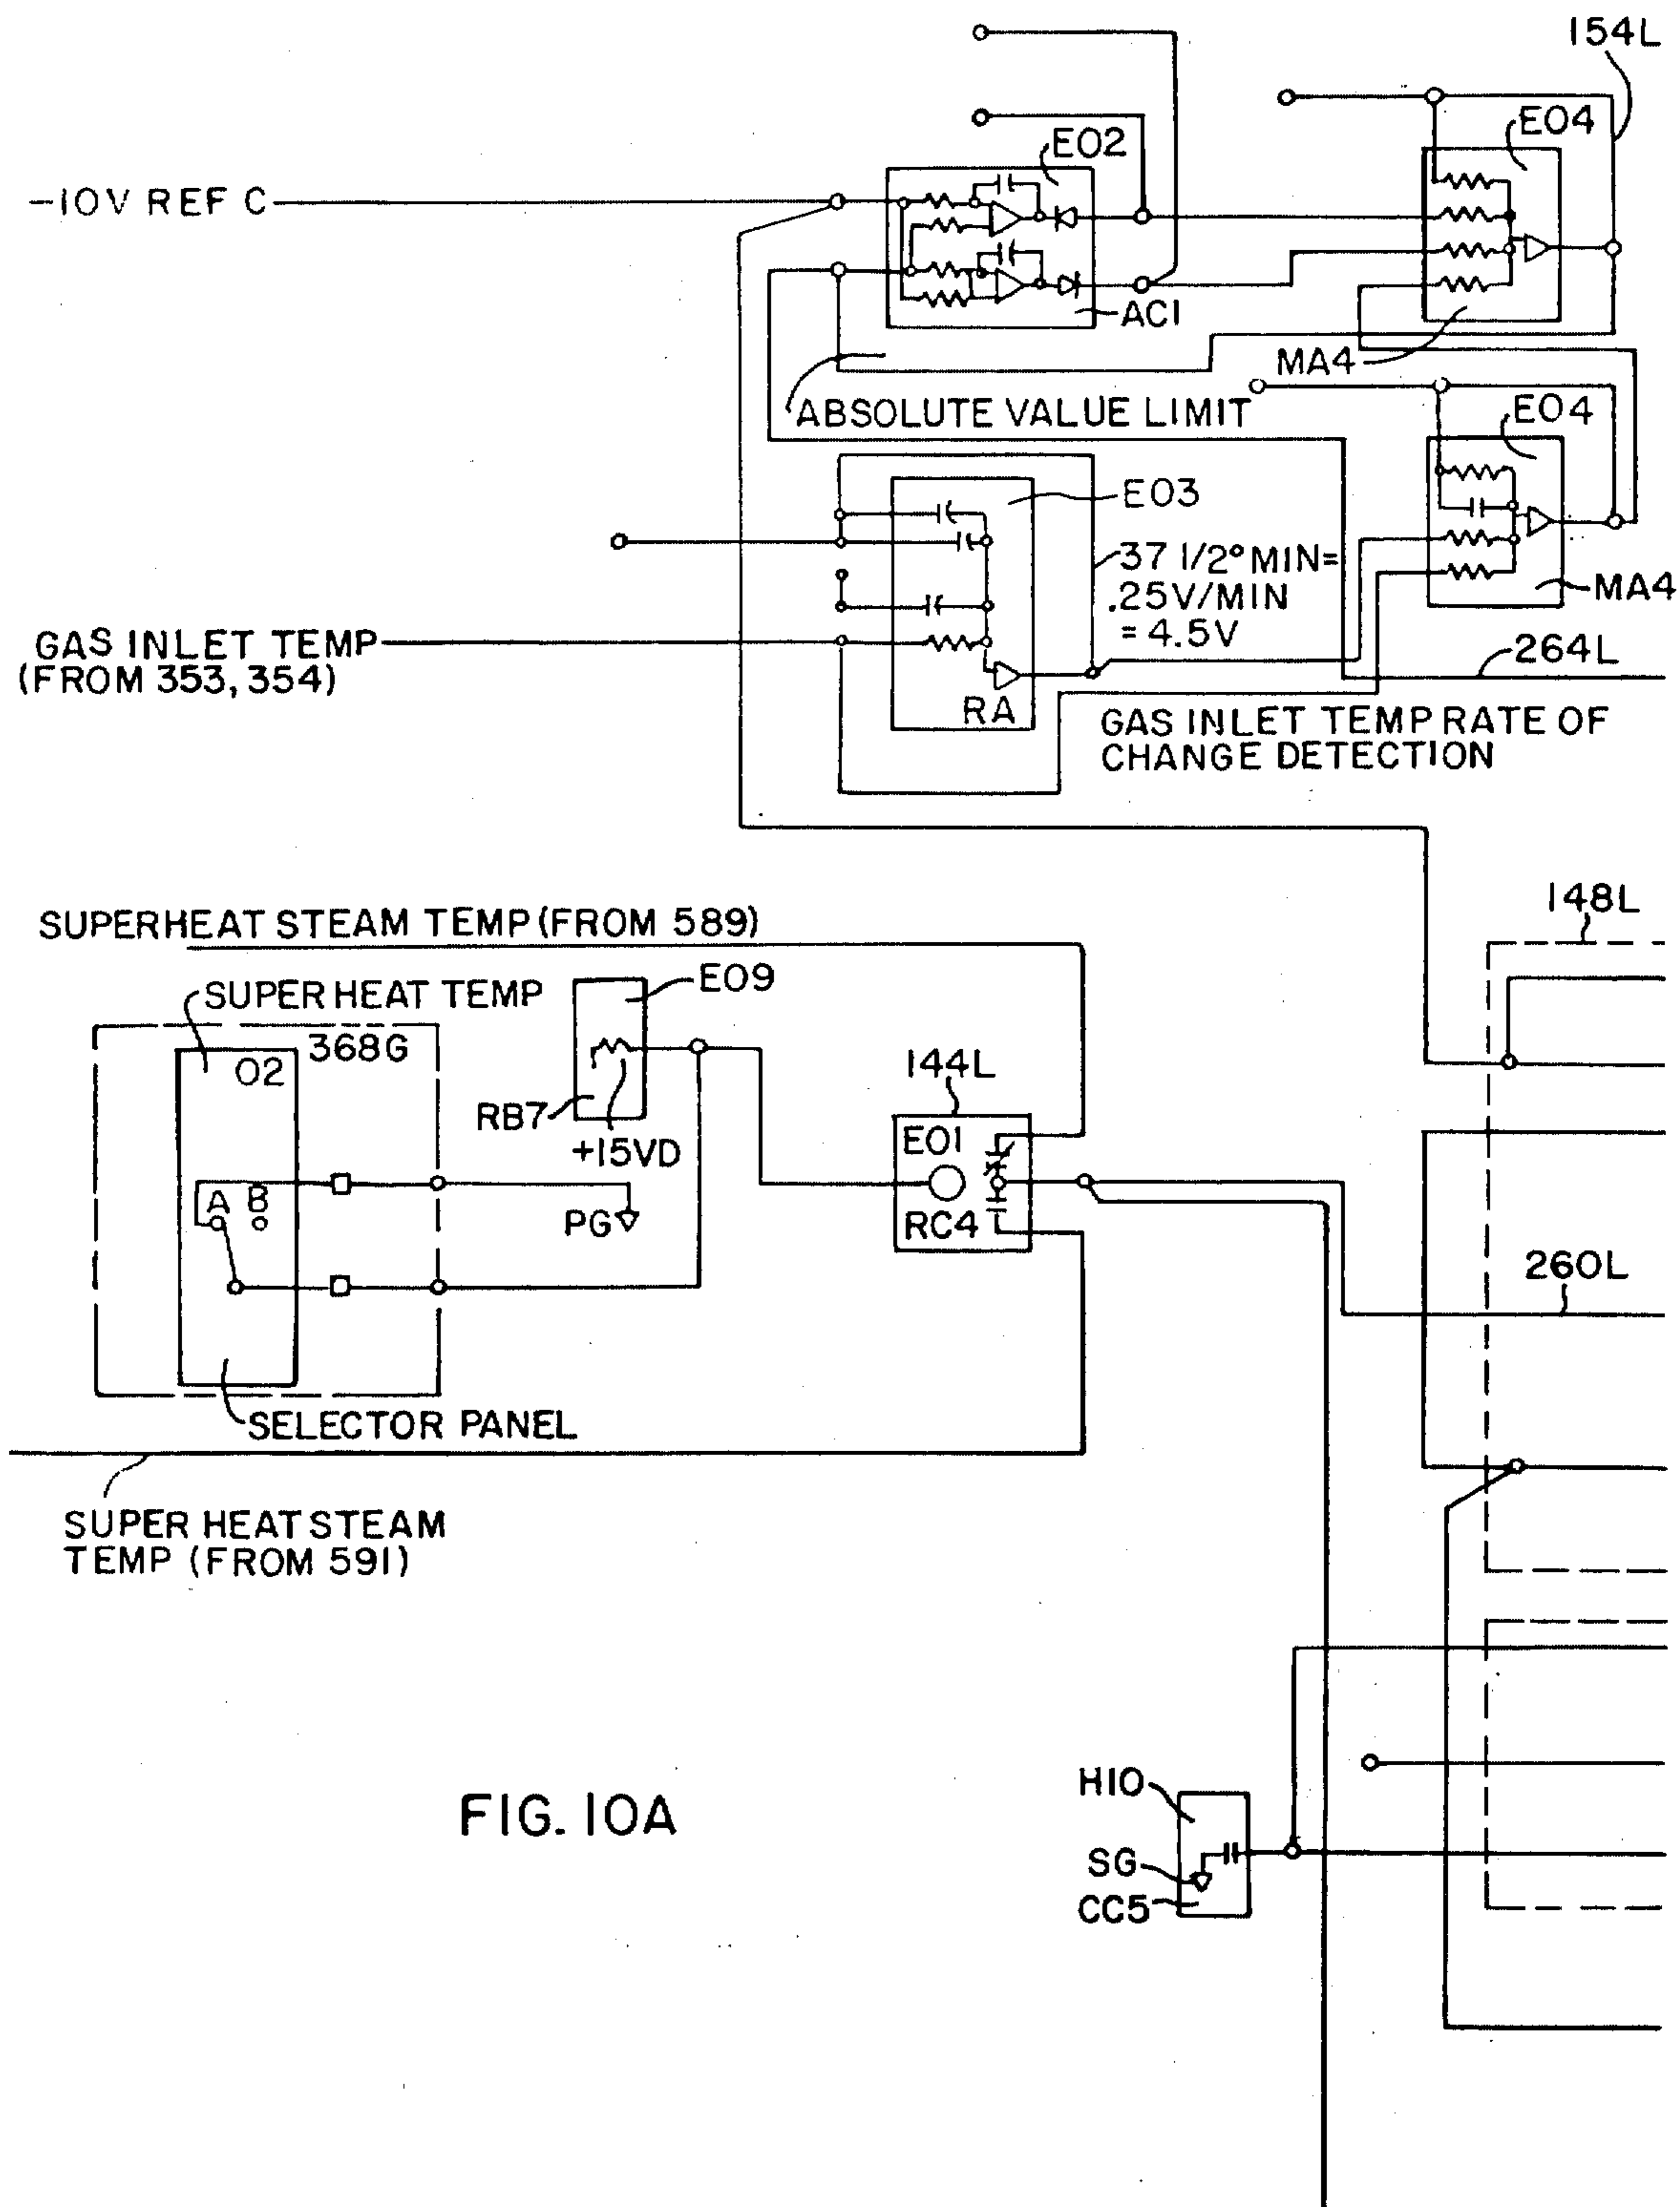 154L
E04
E02
-10V REF C
AC1
MA4
ABSOLUTE VALUE LIMIT
E04
E03
37 1/2° MIN=
.25V/MIN
= 4.5V
MA4
GAS INLET TEMP
(FROM 353, 354)
264L
RA
GAS INLET TEMP RATE OF
CHANGE DETECTION
148L
SUPERHEAT STEAM TEMP (FROM 589)
E09
SUPER HEAT TEMP
368G
02
144L
RB7
+15VD
E01
A B
PG
RC4
260L
SELECTOR PANEL
SUPER HEAT STEAM
TEMP (FROM 591)
H10
FIG. 10A
SG
CC5